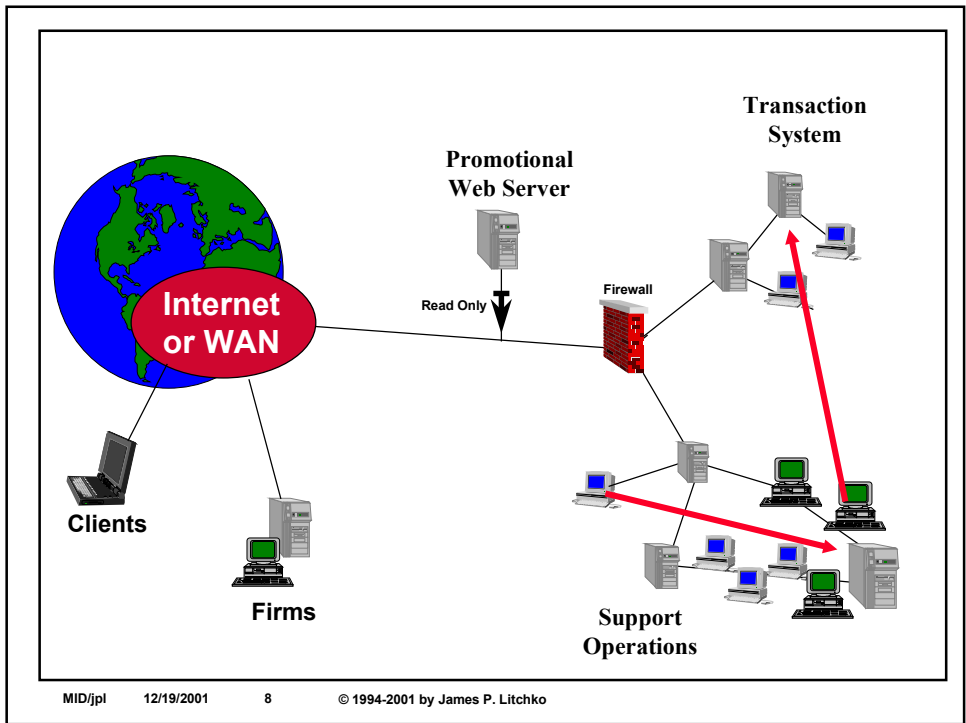 Transaction
System
Promotional
Web Server
Read Only
Firewall
Internet
or WAN
Clients
Firms
Support
Operations
MID/jpl 12/19/2001 8 © 1994-2001 by James P. Litchko